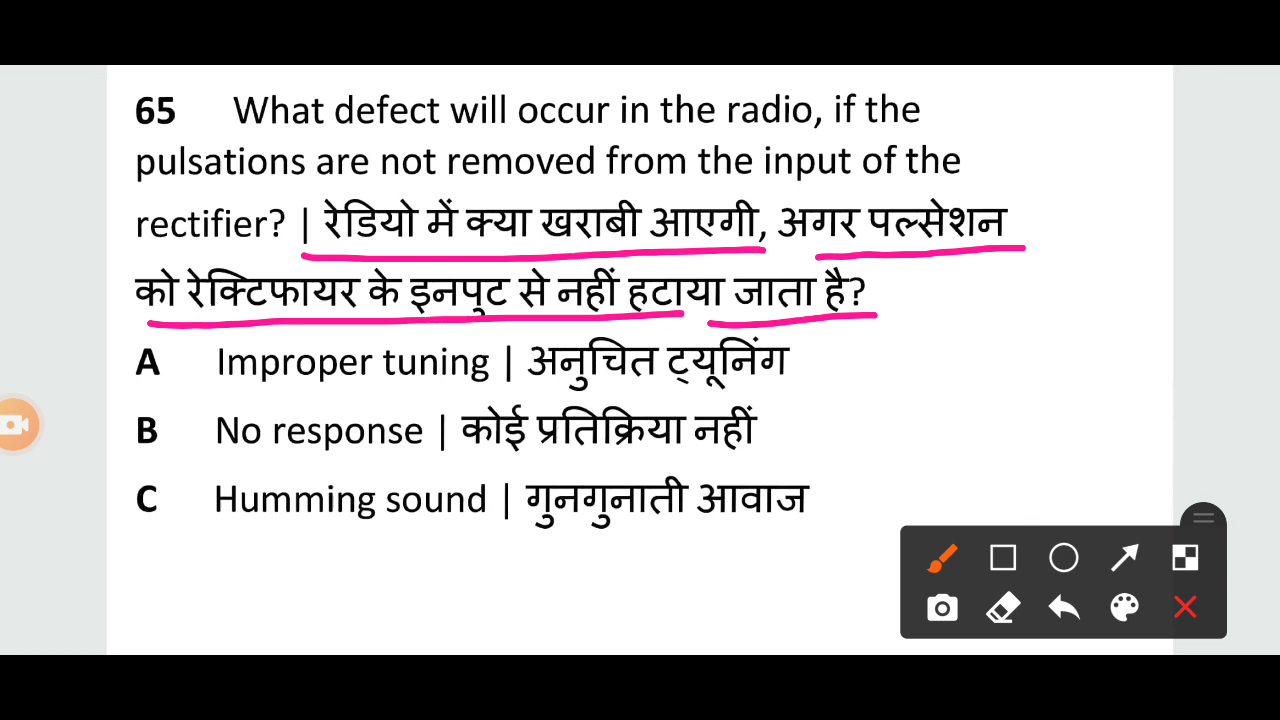 65 What defect will occur in the radio, if the
pulsations are not removed from the input of the
rectifier? | रेडियो में क्या खराबी आएगी, अगर पल्सेशन
को रेक्टिफायर के इनपुट से नहीं हटाया जाता है?
A Improper tuning | अनुचित ट्यूनिंग
B No response | कोई प्रतिक्रिया नहीं
C Humming sound | गुनगुनाती आवाज